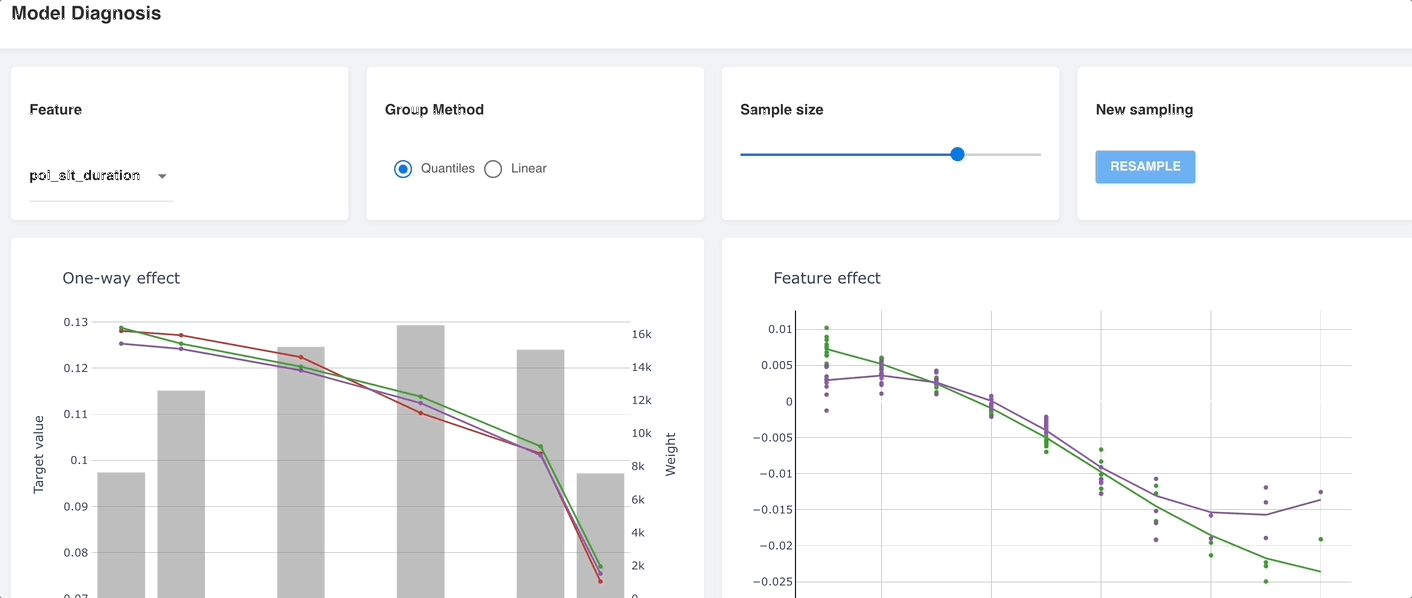 Model Diagnosis
Feature
Group Method
Sample size
New sampling
pol_sit_duration
Quantiles
Linear
RESAMPLE
One-way effect
Feature effect
Target value
0.13
0.12
0.11
0.1
0.09
0.08
0.07
16k
14k
12k
10k
8k
6k
4k
2k
0
Weight
0.01
0.005
0
−0.005
−0.01
−0.015
−0.02
−0.025